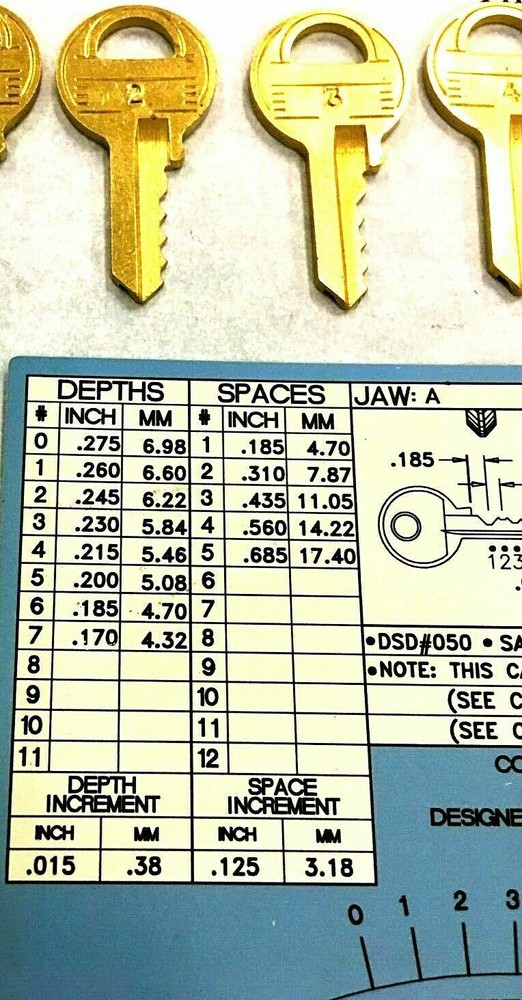 2
3
4
DEPTHS SPACES JAW: A
# INCH MM # INCH MM
0 .275 6.98 1 .185 4.70
1 .260 6.60 2 .310 7.87
2 .245 6.22 3 .435 11.05
3 .230 5.84 4 .560 14.22
4 .215 5.46 5 .685 17.40
5 .200 5.08 6
6 .185 4.70 7
7 .170 4.32 8
8 9
9 10
10 11
11 12
.185
123
•DSD#050 • SA
•NOTE: THIS CA
(SEE C
(SEE C
DEPTH INCREMENT SPACE INCREMENT
INCH MM INCH MM
.015 .38 .125 3.18
CO
DESIGNE
0 1 2 3